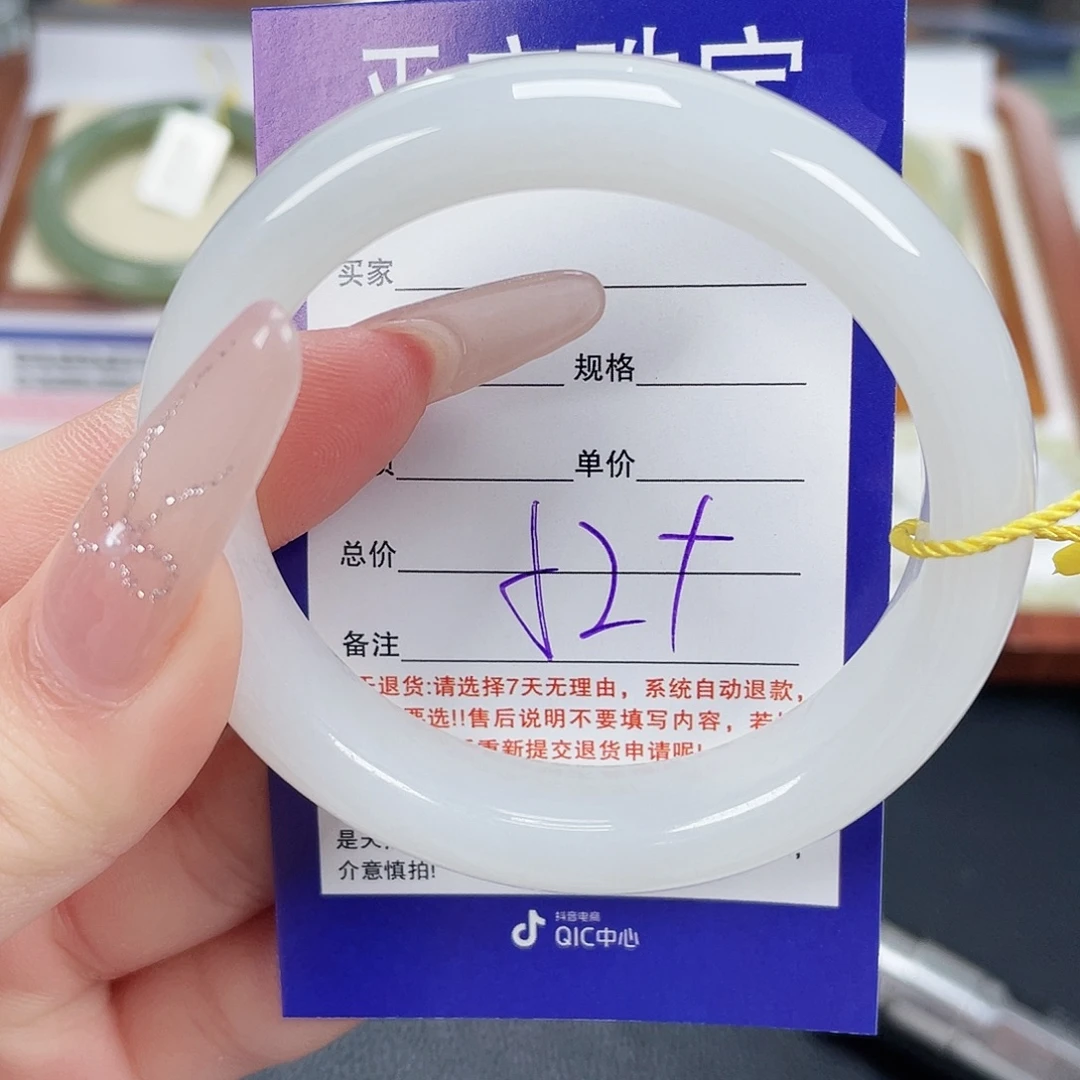 买家
规格
单价
总价
备注
退货:请选择7天无理由，系统自动退款，
要选!!售后说明不要填写内容，若
重新提交退货申请呢!
是天
介意慎拍!
抖音电商
QIC中心